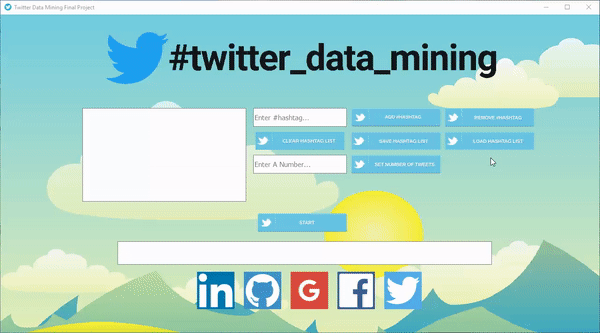 Twitter Data Mining Final Project
#twitter_data_mining
Enter #hashtag...
ADD #HASHTAG
REMOVE #HASHTAG
CLEAR HASHTAG LIST
SAVE HASHTAG LIST
LOAD HASHTAG LIST
Enter A Number...
SET NUMBER OF TWEETS
START
in
G
f